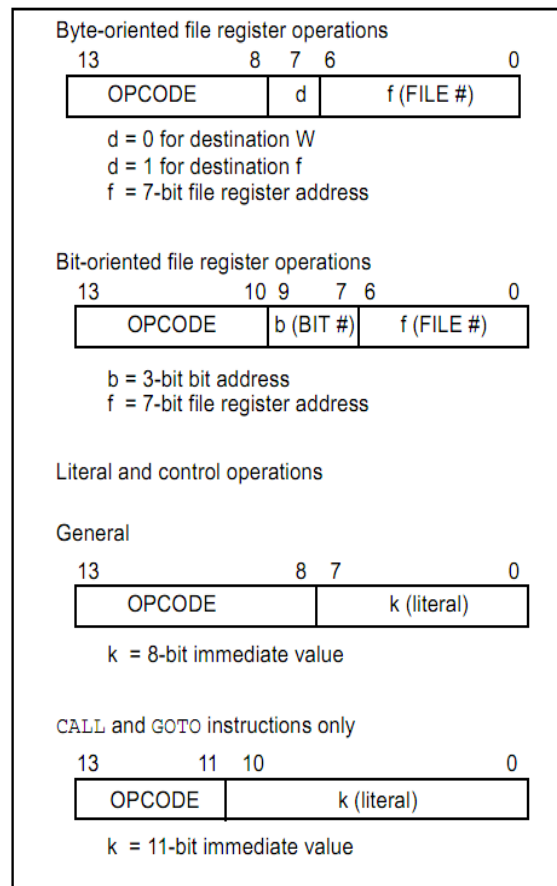 Byte-oriented file register operations
13 8 7 6 0
OPCODE d f (FILE #)
d = 0 for destination W
d = 1 for destination f
f = 7-bit file register address
Bit-oriented file register operations
13 10 9 7 6 0
OPCODE b (BIT #) f (FILE #)
b = 3-bit bit address
f = 7-bit file register address
Literal and control operations
General
13 8 7 0
OPCODE k (literal)
k = 8-bit immediate value
CALL and GOTO instructions only
13 11 10 0
OPCODE k (literal)
k = 11-bit immediate value